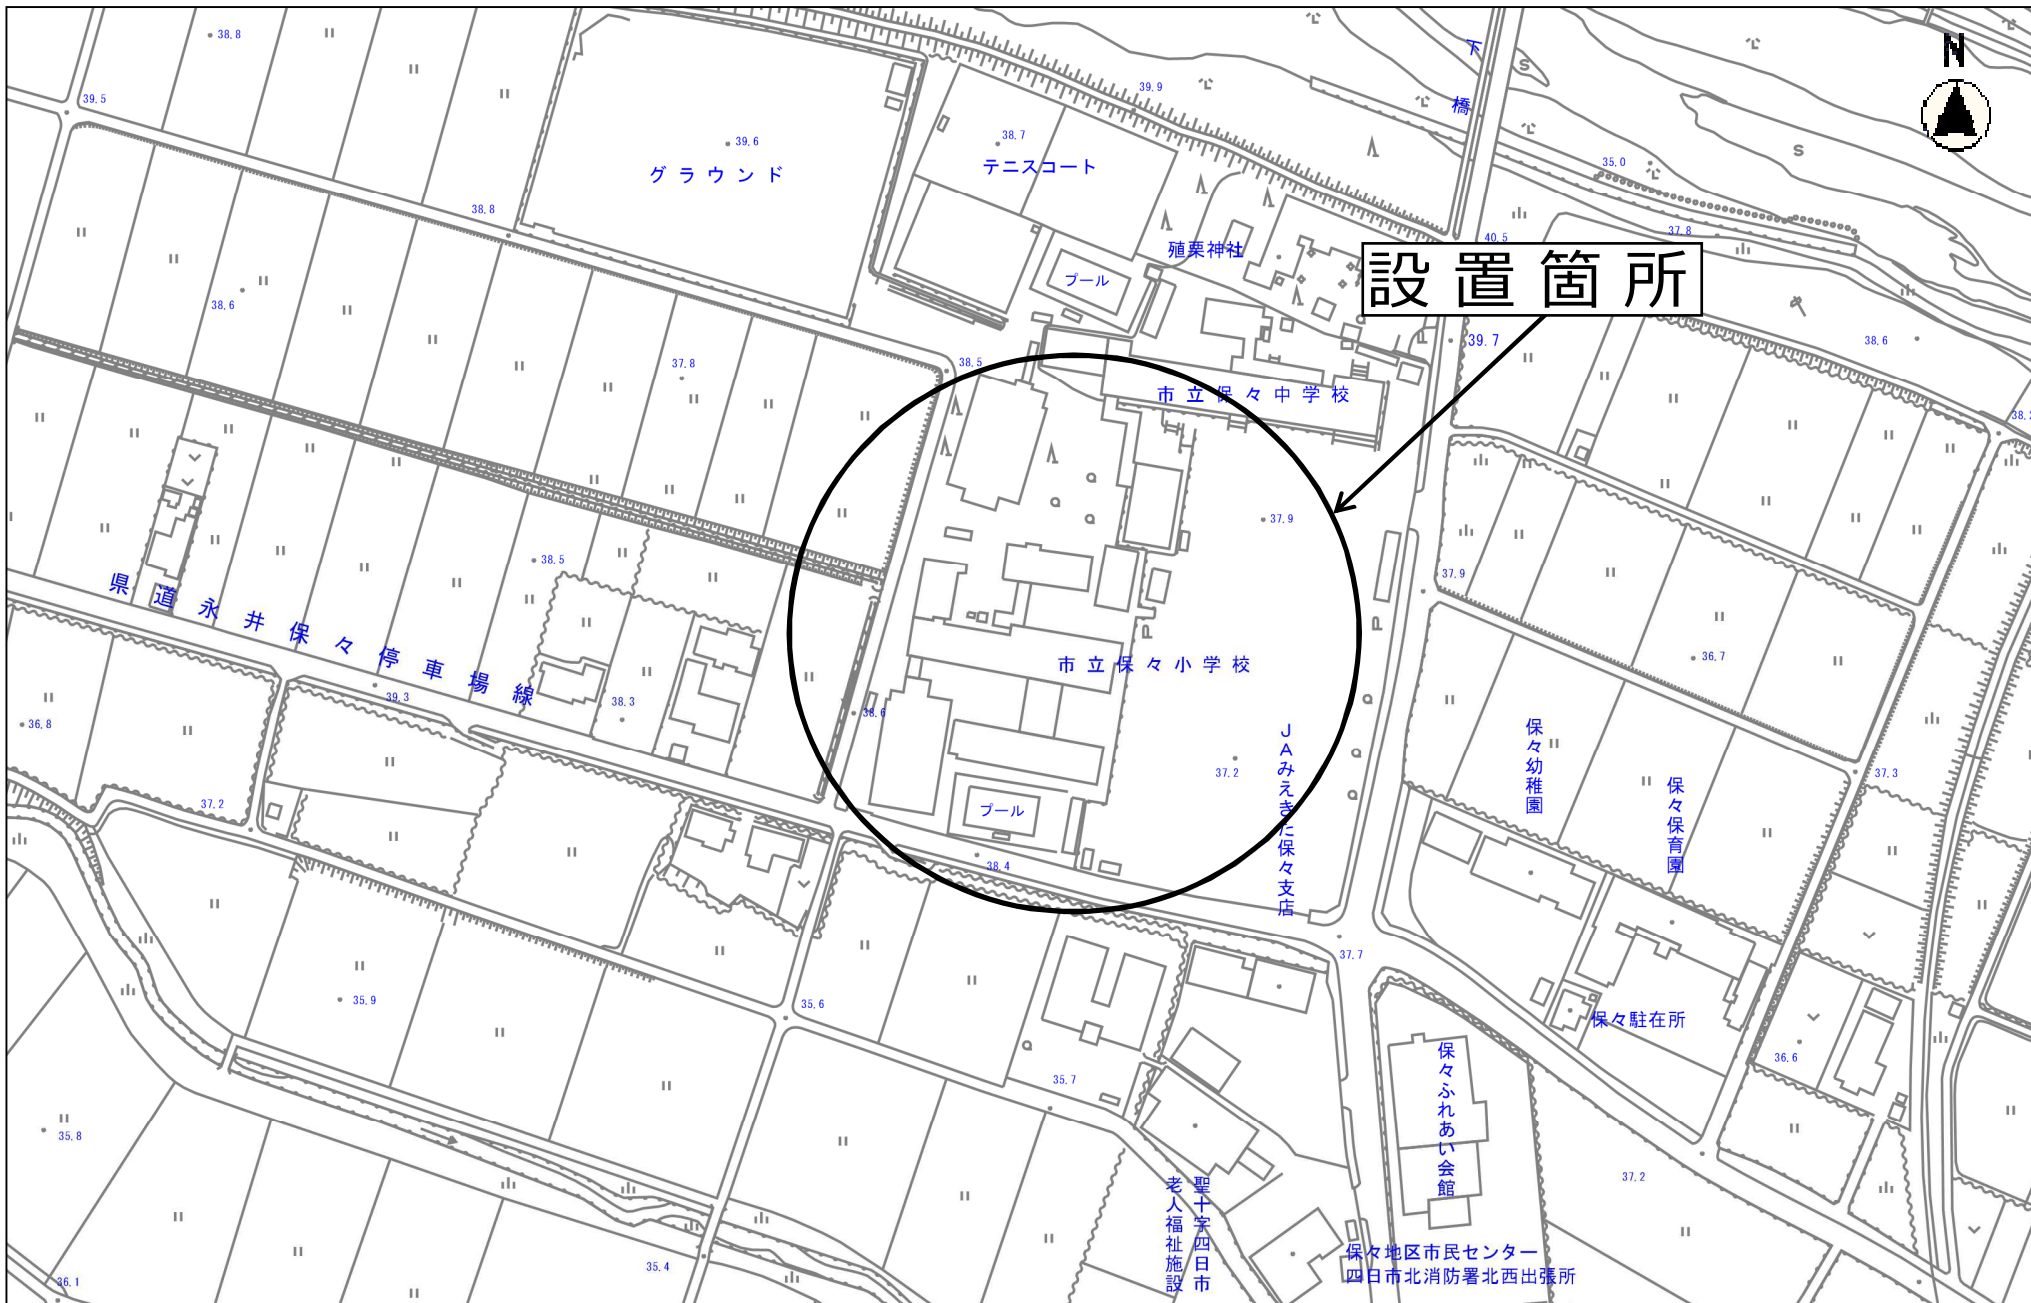 38.8
下橋
N
39.5
39.9
S
39.6
38.7
グラウンド
テニスコート
35.0
S
38.8
殖栗神社
40.5
37.8
設置箇所
プール
38.6
39.7
38.6
37.8
38.5
市立保々中学校
38.2
37.9
38.5
37.9
県道永井保々停車場線
P
P
市立保々小学校
36.7
39.3
38.3
38.6
36.8
37.2
JAみえきた保々支店
保々幼稚園
保々保育園
37.3
37.2
プール
38.4
37.7
35.9
35.6
保々駐在所
36.6
35.7
保々ふれあい会館
35.8
37.2
聖十字四日市
老人福祉施設
保々地区市民センター
四日市北消防署北西出張所
35.4
36.1